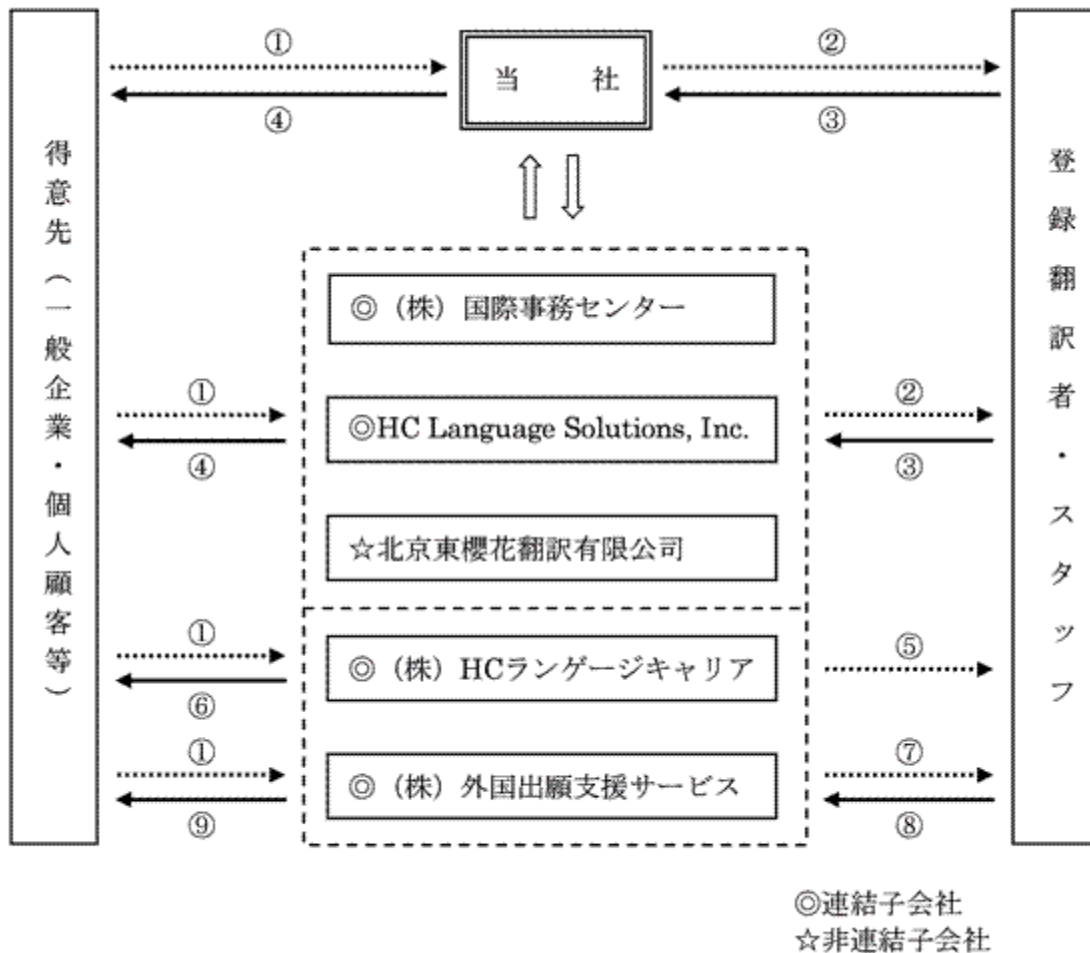 ①
②
当 社
④
③
得意先（一般企業・個人顧客等）
登録翻訳者・スタッフ
◎（株）国際事務センター
①
②
◎HC Language Solutions, Inc.
④
③
☆北京東櫻花翻訳有限公司
①
⑤
◎（株）HCランゲージキャリア
⑥
①
⑦
◎（株）外国出願支援サービス
⑨
⑧
◎連結子会社
☆非連結子会社